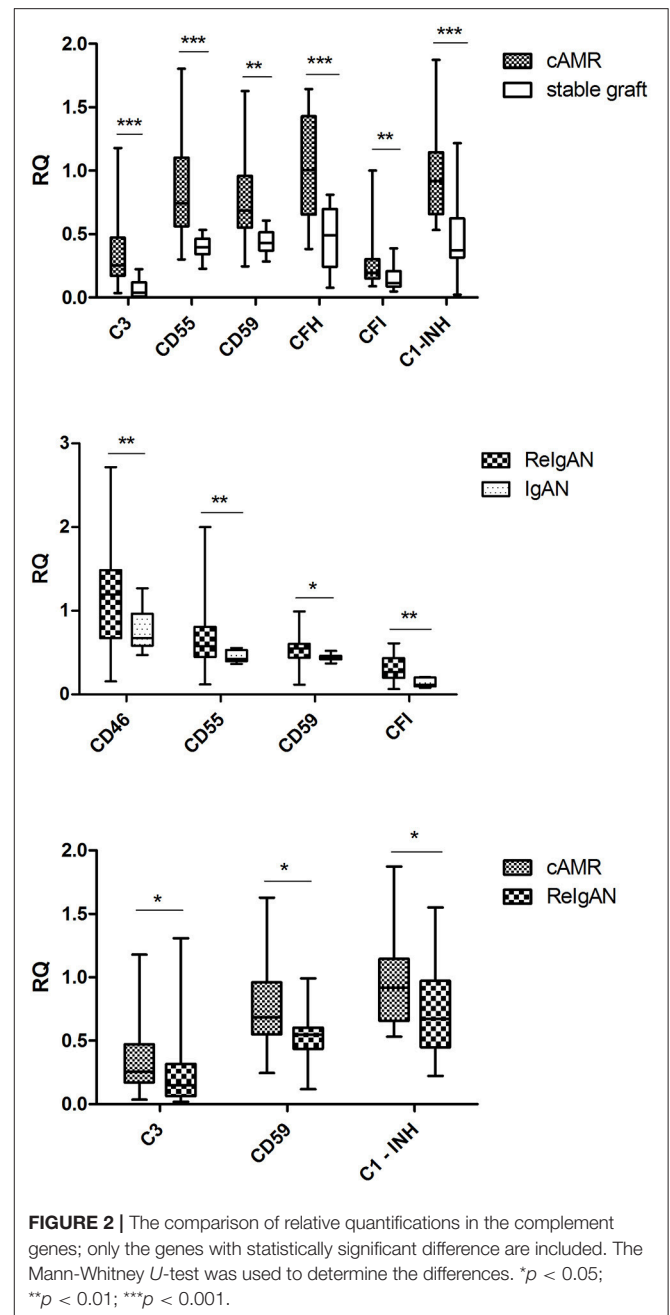 2.0
1.5
1.0
0.5
0.0
RQ
***
***
**
***
**
***
cAMR
stable graft
C3
CD55
CD59
CFH
CFI
C1-INH
3
2
1
0
RQ
**
**
*
**
ReIgAN
IgAN
CD46
CD55
CD59
CFI
2.0
1.5
1.0
0.5
0.0
RQ
*
*
*
cAMR
ReIgAN
C3
CD59
C1 - INH
FIGURE 2 | The comparison of relative quantifications in the complement
genes; only the genes with statistically significant difference are included. The
Mann-Whitney U-test was used to determine the differences. *p < 0.05;
**p < 0.01; ***p < 0.001.